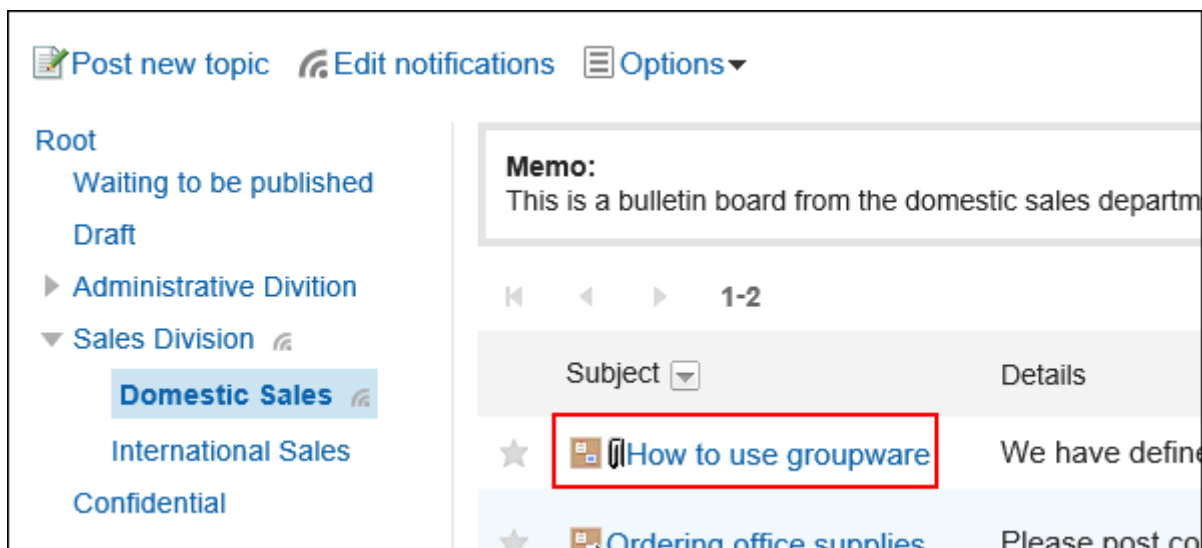 Post new topic Edit notifications Options
Root
Waiting to be published
Draft
Administrative Divition
Sales Division
Domestic Sales
International Sales
Confidential
Memo:
This is a bulletin board from the domestic sales departm
1-2
Subject Details
How to use groupware We have define
Ordering office supplies Please post co